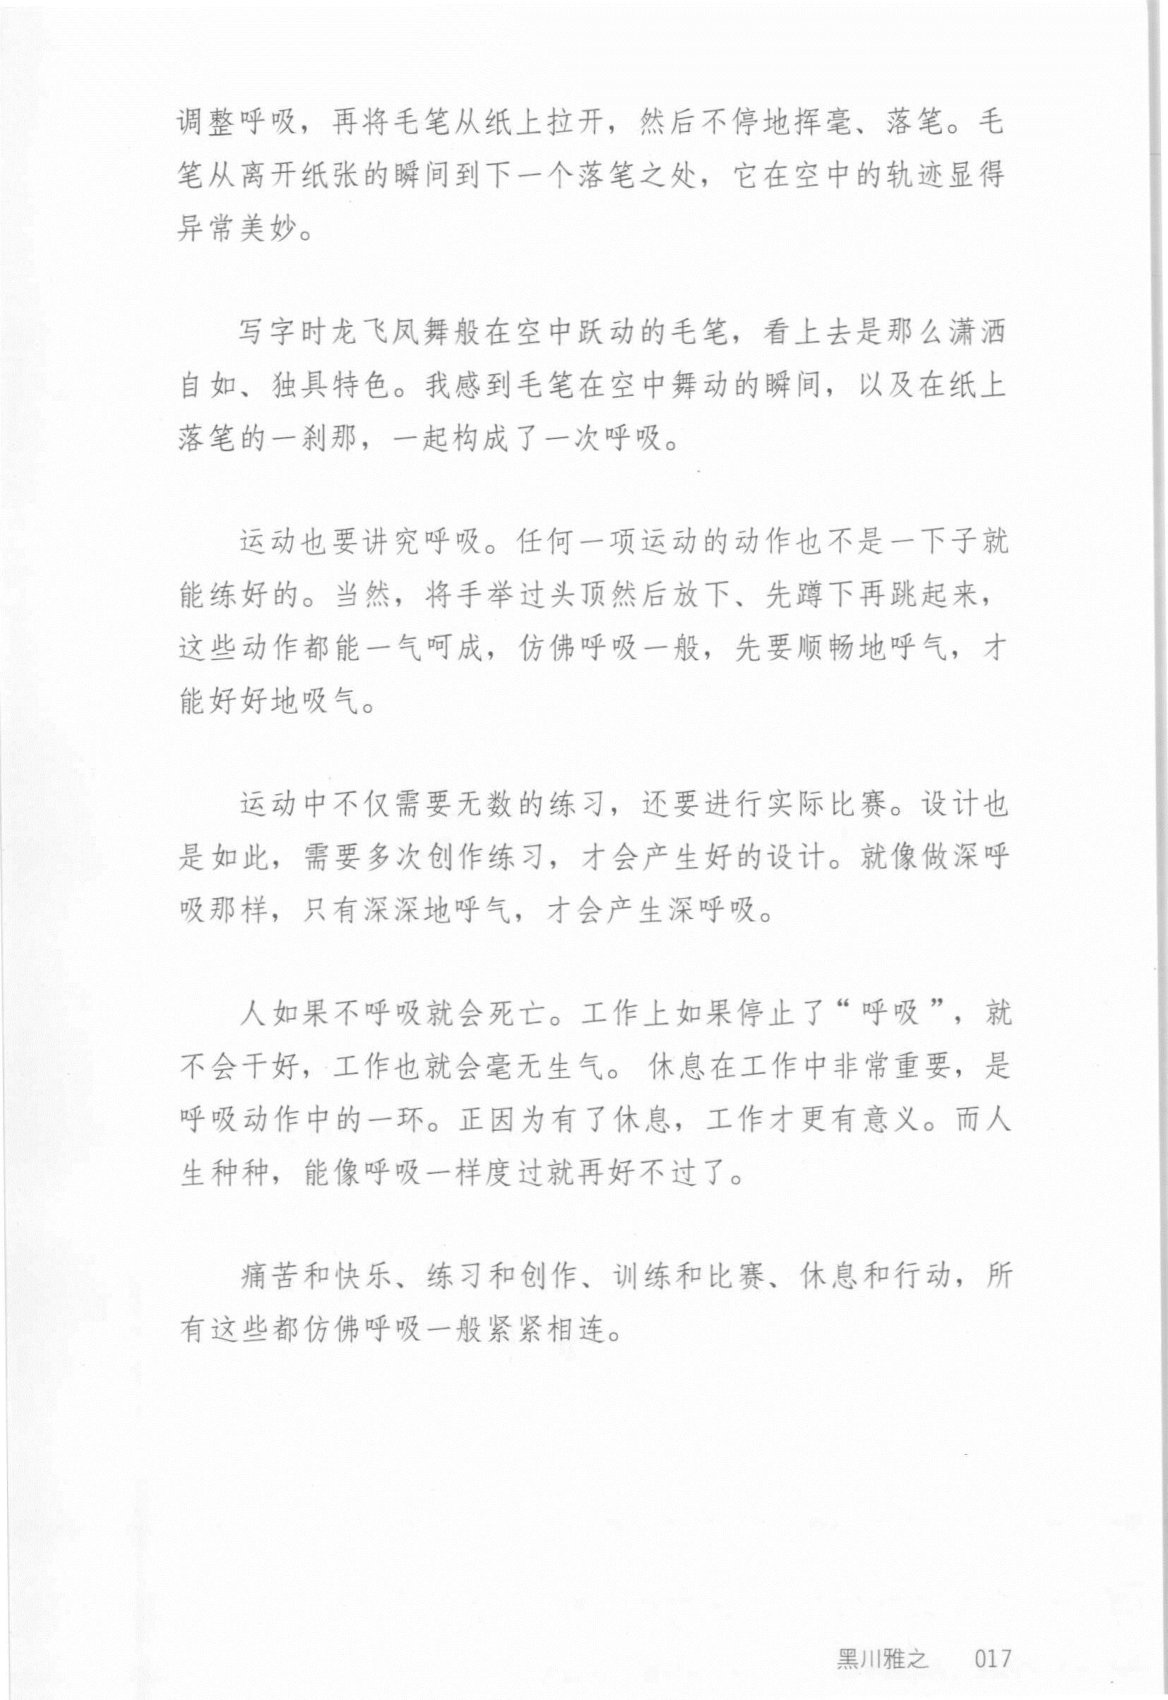 调整呼吸，再将毛笔从纸上拉开，然后不停地挥毫、落笔。毛
笔从离开纸张的瞬间到下一个落笔之处，它在空中的轨迹显得
异常美妙。
写字时龙飞凤舞般在空中跃动的毛笔，看上去是那么潇洒
自如、独具特色。我感到毛笔在空中舞动的瞬间，以及在纸上
落笔的一刹那，一起构成了一次呼吸。
运动也要讲究呼吸。任何一项运动的动作也不是一下子就
能练好的。当然，将手举过头顶然后放下、先蹲下再跳起来，
这些动作都能一气呵成，仿佛呼吸一般，先要顺畅地呼气，才
能好好地吸气。
运动中不仅需要无数的练习，还要进行实际比赛。设计也
是如此，需要多次创作练习，才会产生好的设计。就像做深呼
吸那样，只有深深地呼气，才会产生深呼吸。
人如果不呼吸就会死亡。工作上如果停止了“呼吸”，就
不会干好，工作也就会毫无生气。休息在工作中非常重要，是
呼吸动作中的一环。正因为有了休息，工作才更有意义。而人
生种种，能像呼吸一样度过就再好不过了。
痛苦和快乐、练习和创作、训练和比赛、休息和行动，所
有这些都仿佛呼吸一般紧紧相连。
黑川雅之 017